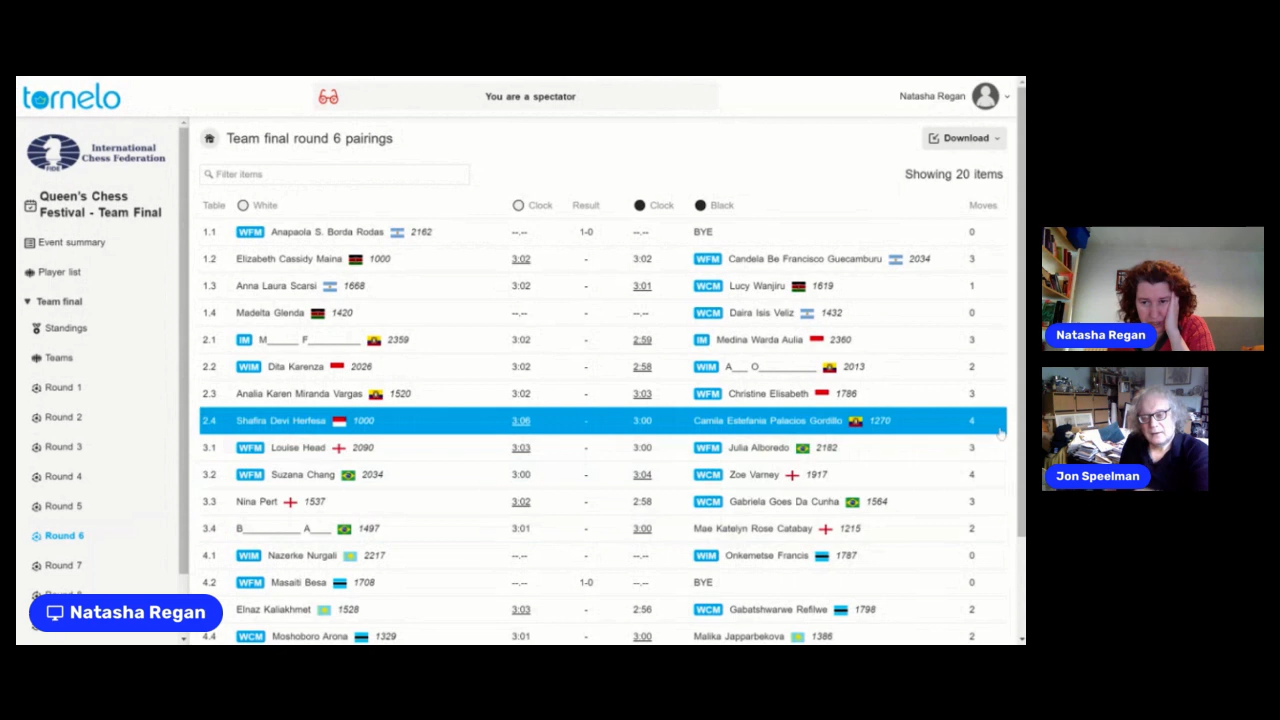 tornelo
You are a spectator
Natasha Regan
FIDE
International
Chess Federation
Queen's Chess
Festival - Team Final
Event summary
Player list
Team final
Standings
Teams
Round 1
Round 2
Round 3
Round 4
Round 5
Round 6
Round 7
Team final round 6 pairings
Download
Filter items
Showing 20 items
Table White Clock Result Clock Black Moves
1.1 WFM Anapaola S. Borda Rodas 2162 --.-- 1-0 --.-- BYE 0
1.2 Elizabeth Cassidy Maina 1000 3:02 - 3:02 WFM Candela Be Francisco Guecamburu 2034 3
1.3 Anna Laura Scarsi 1668 3:02 - 3:01 WCM Lucy Wanjiru 1619 1
1.4 Madelta Glenda 1420 --.-- - --.-- WCM Daira Isis Veliz 1432 0
2.1 IM M______ F__________ 2359 3:02 - 2:59 IM Medina Warda Aulia 2360 3
2.2 WIM Dita Karenza 2026 3:02 - 2:58 WIM A___ O____________ 2013 2
2.3 Analia Karen Miranda Vargas 1520 3:02 - 3:03 WFM Christine Elisabeth 1786 3
2.4 Shafira Devi Herfesa 1000 3:06 - 3:00 Camila Estefania Palacios Gordillo 1270 4
3.1 WFM Louise Head 2090 3:03 - 3:00 WFM Julia Alboredo 2182 3
3.2 WFM Suzana Chang 2034 3:00 - 3:04 WCM Zoe Varney 1917 4
3.3 Nina Pert 1537 3:02 - 2:58 WCM Gabriela Goes Da Cunha 1564 3
3.4 B__________ A____ 1497 3:01 - 3:00 Mae Katelyn Rose Catabay 1215 2
4.1 WIM Nazerke Nurgali 2217 --.-- - --.-- WIM Onkemetse Francis 1787 0
4.2 WFM Masaiti Besa 1708 --.-- 1-0 --.-- BYE 0
Elnaz Kaliakhmet 1528 3:03 - 2:56 WCM Gabatshwarwe Refilwe 1798 2
4.4 WCM Moshoboro Arona 1329 3:01 - 3:00 Malika Japparbekova 1386 2
Natasha Regan
Natasha Regan
Jon Speelman